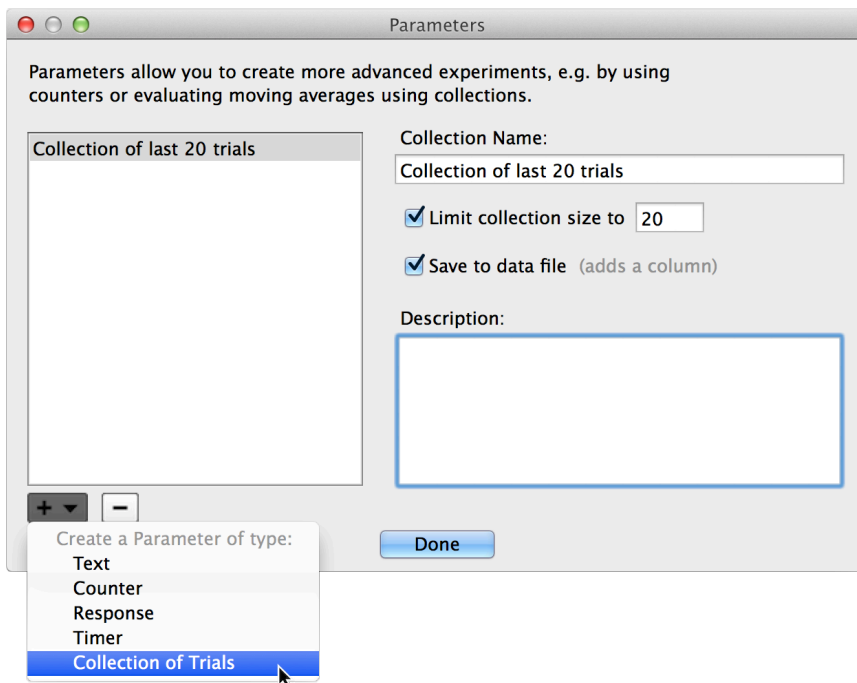 Parameters
Parameters allow you to create more advanced experiments, e.g. by using
counters or evaluating moving averages using collections.
Collection of last 20 trials
Collection Name:
Collection of last 20 trials
Limit collection size to 20
Save to data file (adds a column)
Description:
+ ▼ −
Create a Parameter of type:
Text
Counter
Response
Timer
Collection of Trials
Done